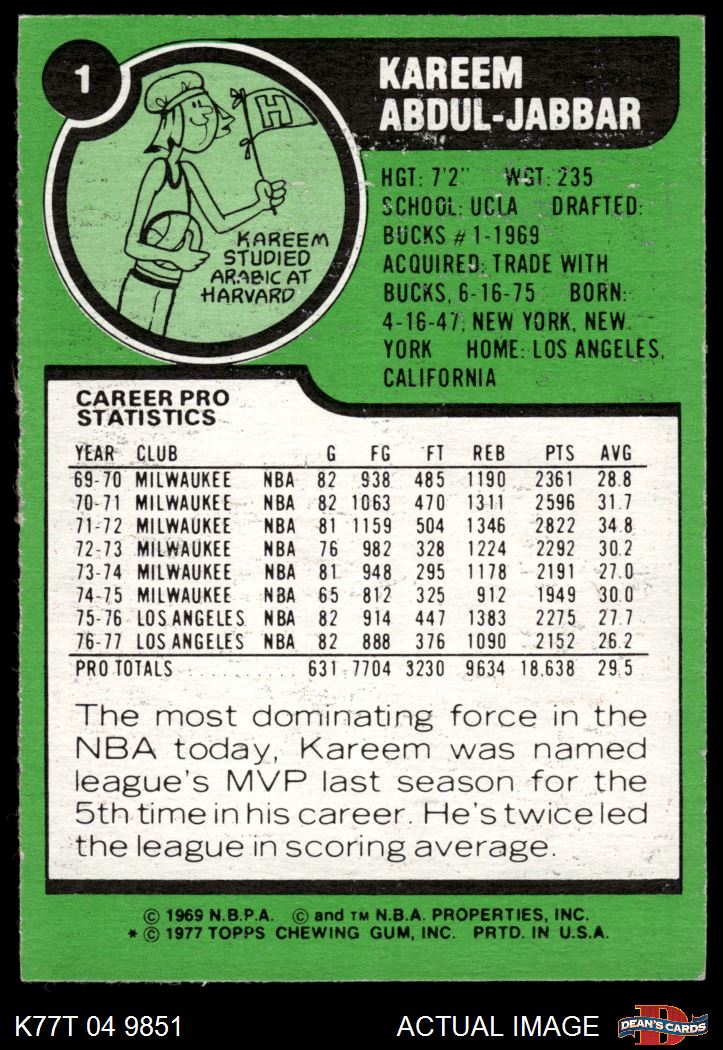 1
KAREEM
ABDUL-JABBAR
H
KAREEM
STUDIED
ARABIC AT
HARVARD
HGT: 7'2" WGT: 235
SCHOOL: UCLA DRAFTED:
BUCKS #1-1969
ACQUIRED: TRADE WITH
BUCKS, 6-16-75 BORN:
4-16-47, NEW YORK, NEW
YORK HOME: LOS ANGELES,
CALIFORNIA
CAREER PRO
STATISTICS
YEAR CLUB G FG FT REB PTS AVG
69-70 MILWAUKEE NBA 82 938 485 1190 2361 28.8
70-71 MILWAUKEE NBA 82 1063 470 1311 2596 31.7
71-72 MILWAUKEE NBA 81 1159 504 1346 2822 34.8
72-73 MILWAUKEE NBA 76 982 328 1224 2292 30.2
73-74 MILWAUKEE NBA 81 948 295 1178 2191 27.0
74-75 MILWAUKEE NBA 65 812 325 912 1949 30.0
75-76 LOS ANGELES NBA 82 914 447 1383 2275 27.7
76-77 LOS ANGELES NBA 82 888 376 1090 2152 26.2
PRO TOTALS . . . . . . . . . . 631 7704 3230 9634 18,638 29.5
The most dominating force in the
NBA today, Kareem was named
league's MVP last season for the
5th time in his career. He's twice led
the league in scoring average.
© 1969 N.B.P.A. © and TM N.B.A. PROPERTIES, INC.
* © 1977 TOPPS CHEWING GUM, INC. PRTD. IN U.S.A.
K77T 04 9851 ACTUAL IMAGE
D
DEAN'S CARDS